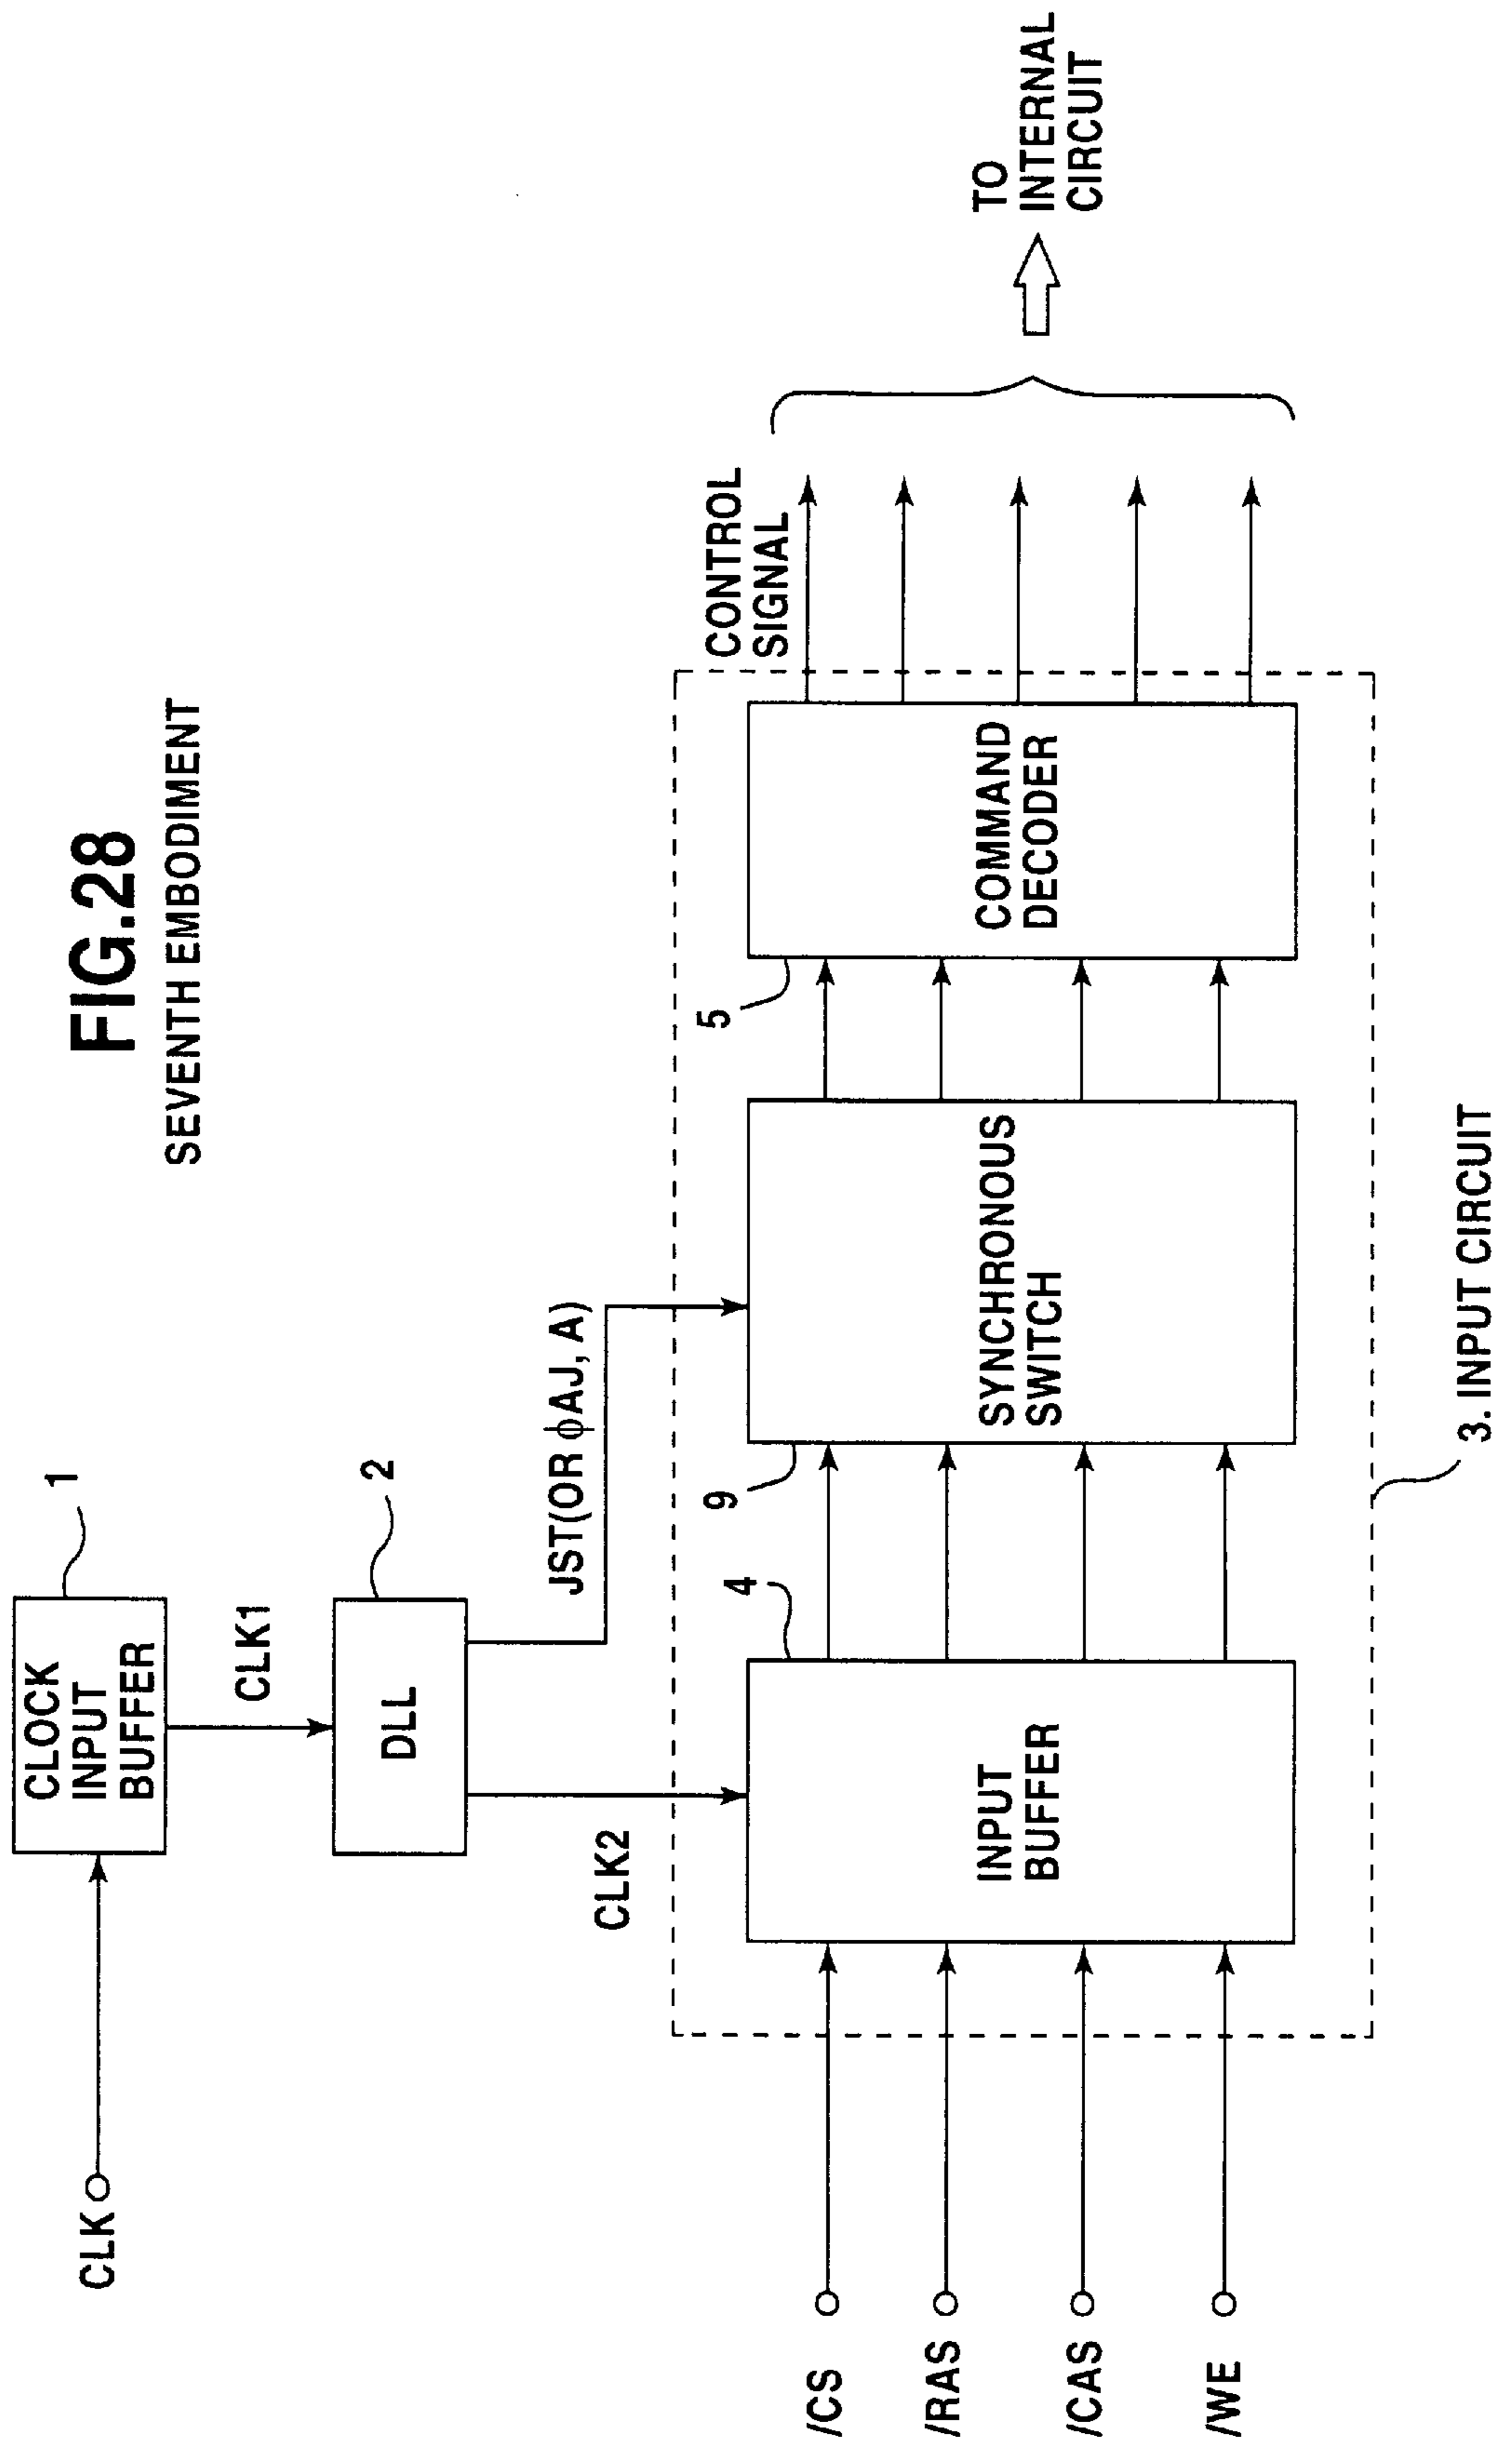 FIG.28
SEVENTH EMBODIMENT
CLK
CLOCK
INPUT
BUFFER
1
CLK1
DLL
2
CLK2
JST(OR ϕAJ, A)
/CS
/RAS
/CAS
/WE
INPUT
BUFFER
4
SYNCHRONOUS
SWITCH
9
COMMAND
DECODER
5
CONTROL
SIGNAL
TO
INTERNAL
CIRCUIT
3. INPUT CIRCUIT